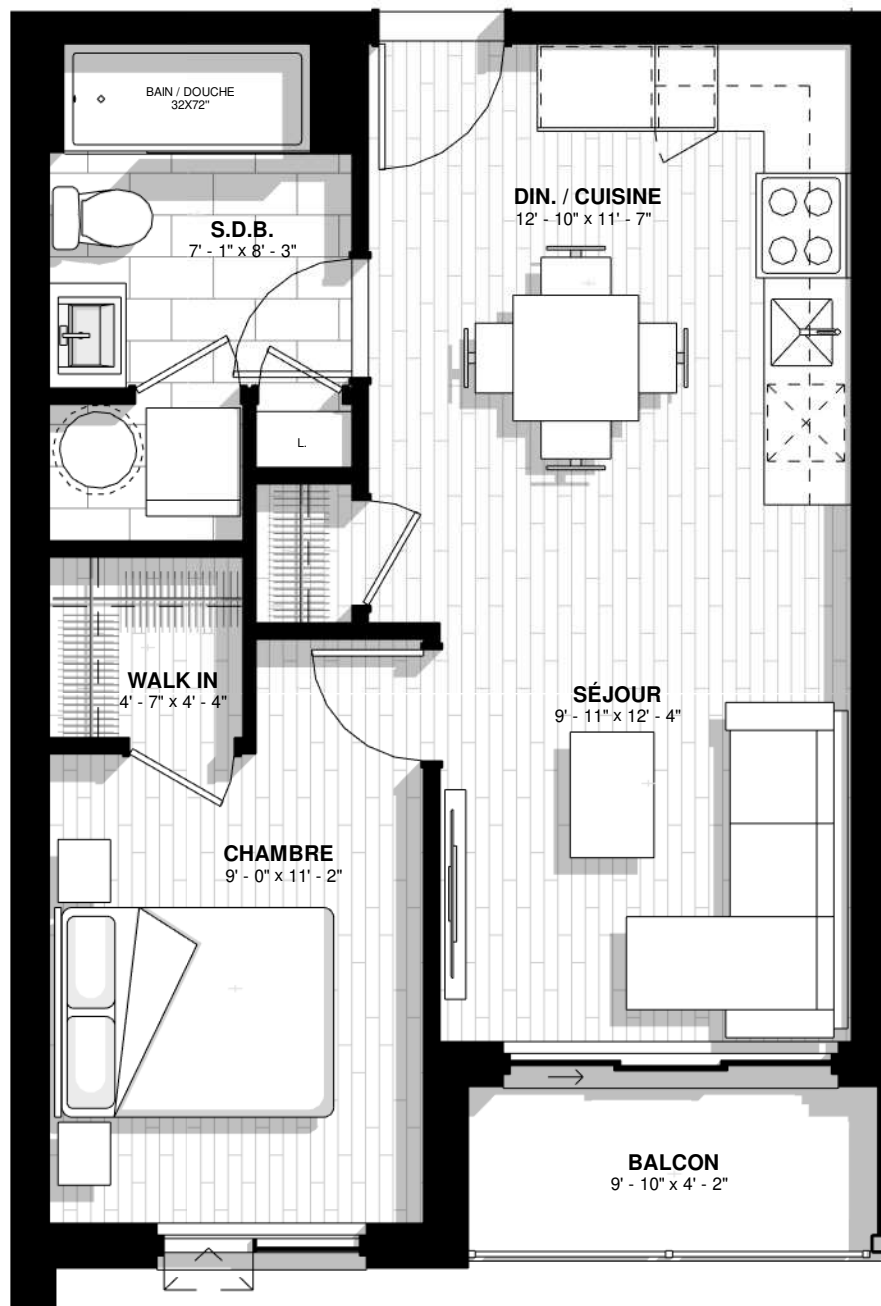 BAIN / DOUCHE
32X72"
DIN. / CUISINE
12' - 10" x 11' - 7"
S.D.B.
7' - 1" x 8' - 3"
L.
WALK IN
4' - 7" x 4' - 4"
SÉJOUR
9' - 11" x 12' - 4"
CHAMBRE
9' - 0" x 11' - 2"
BALCON
9' - 10" x 4' - 2"